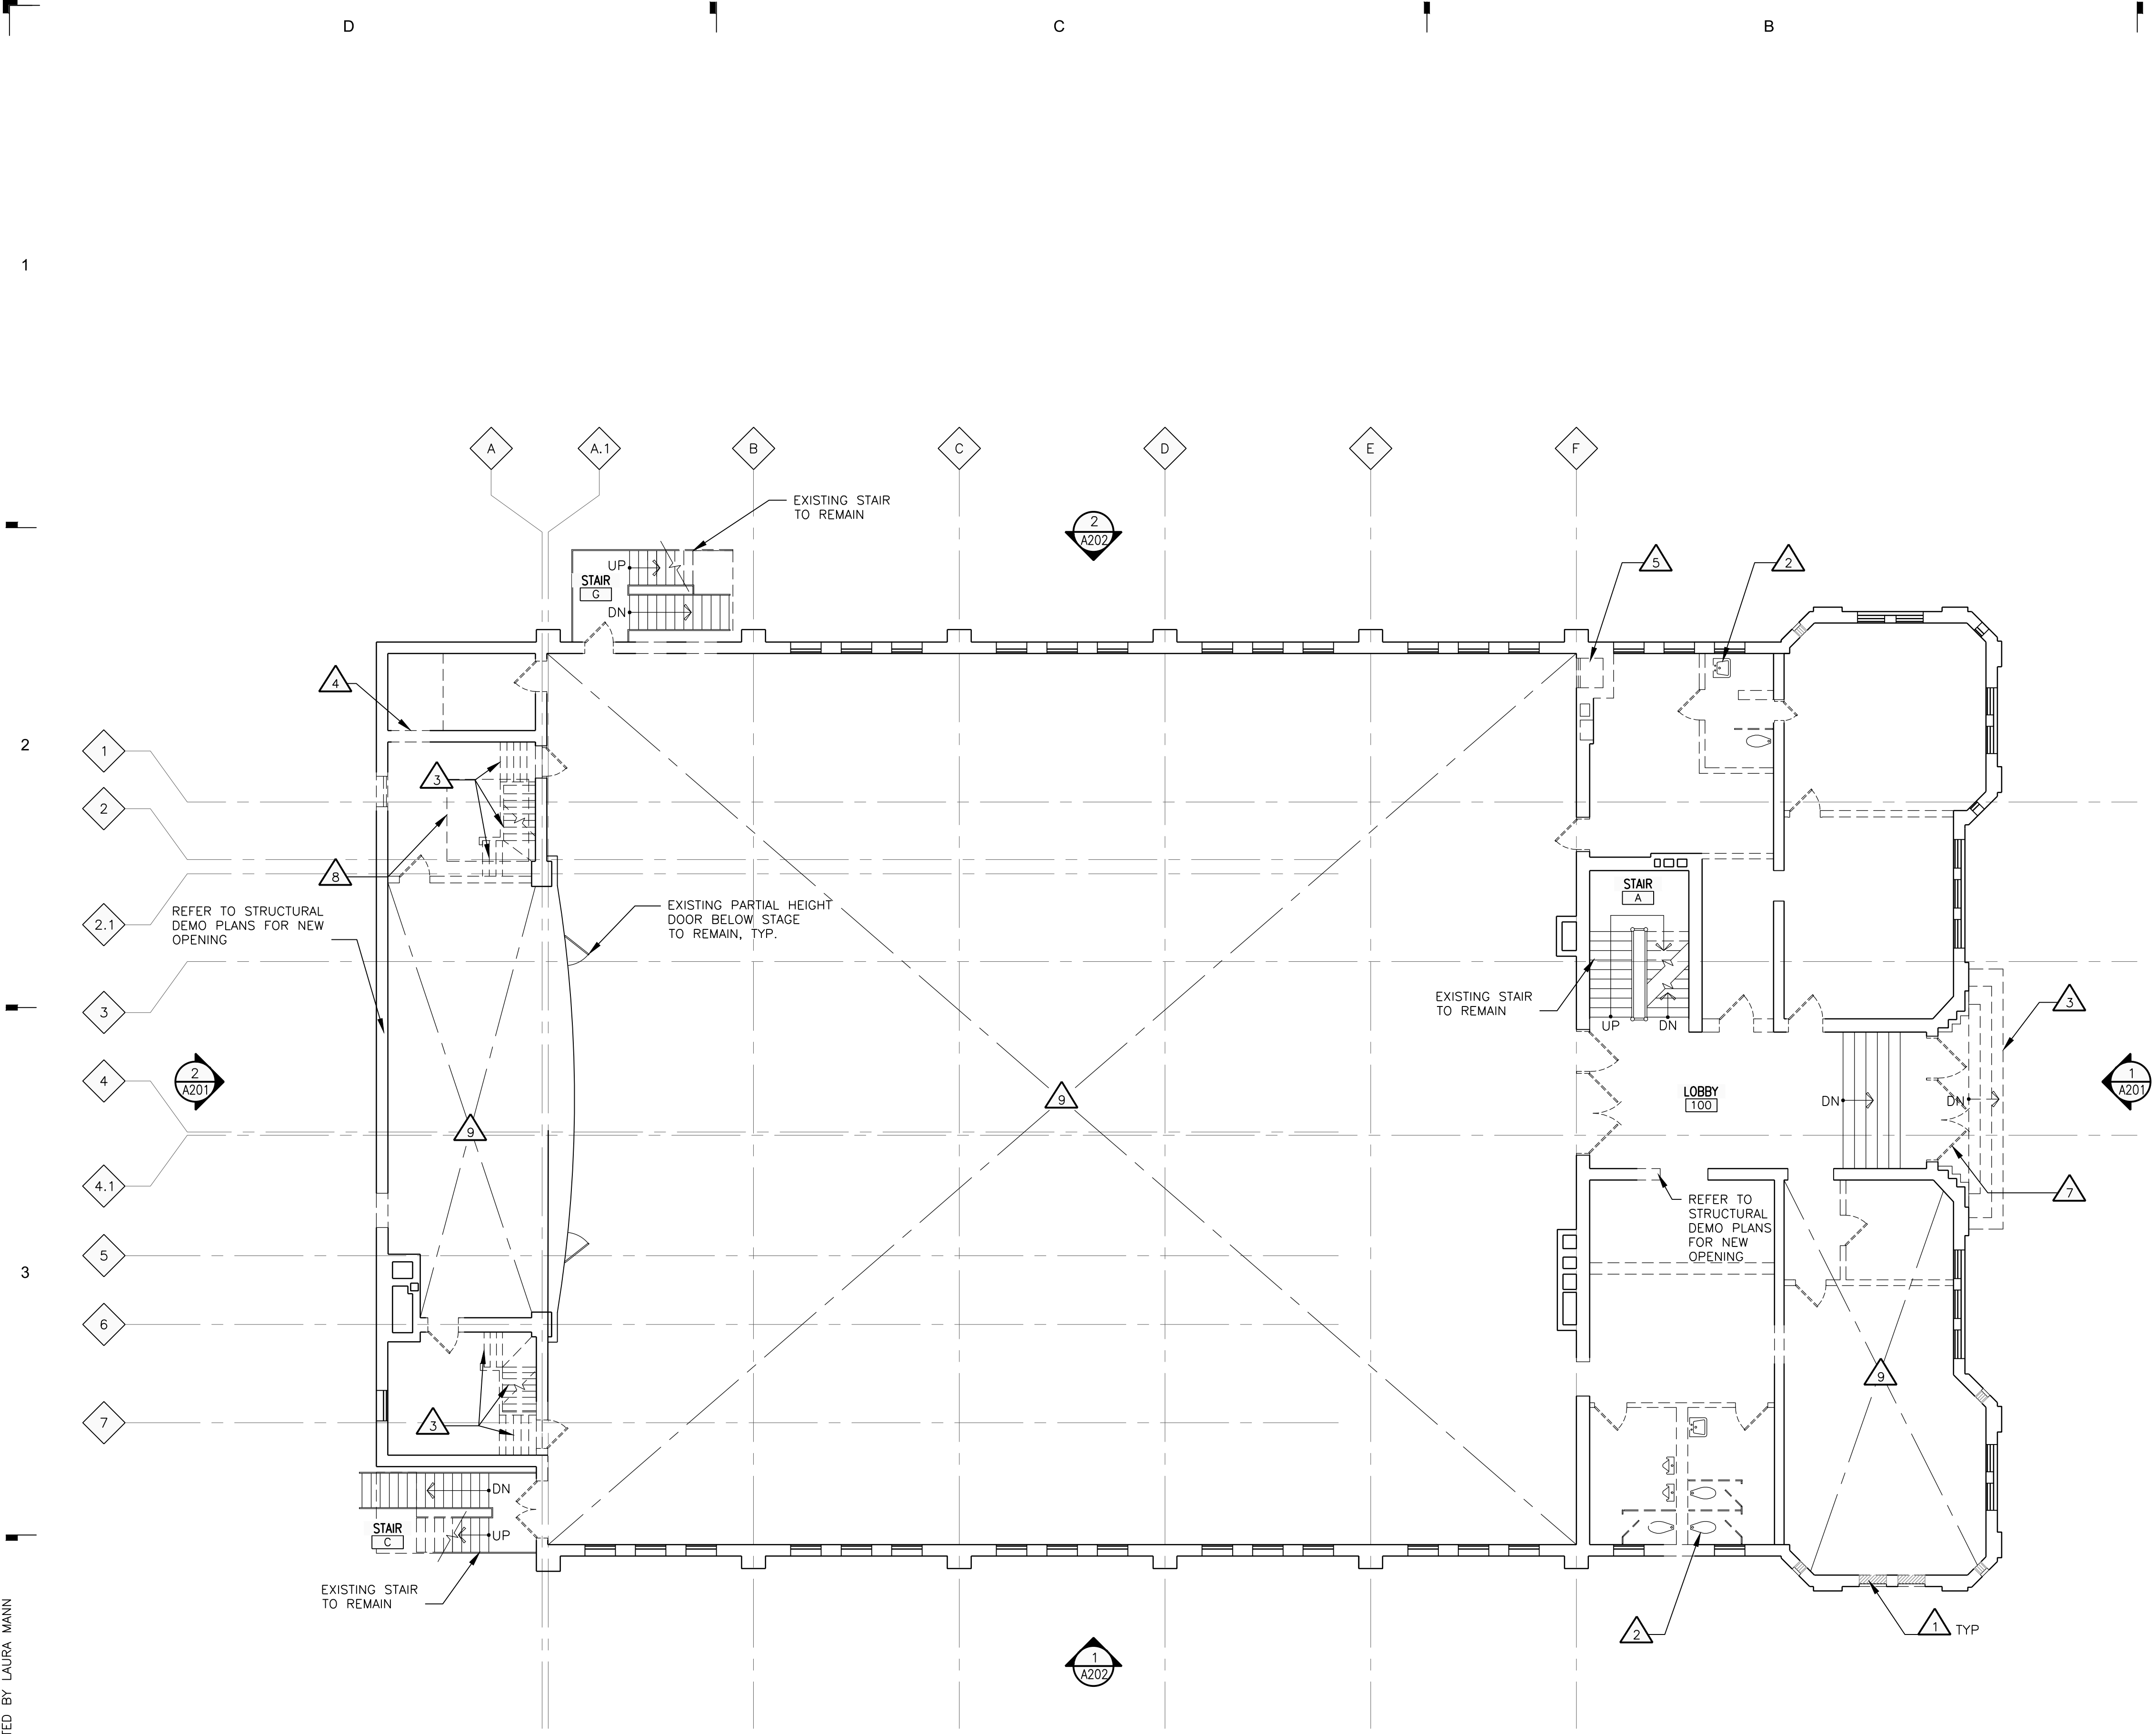 D
C
B
1
A
A.1
B
C
D
E
F
EXISTING STAIR
TO REMAIN
2
A202
UP
STAIR
G
DN
5
2
4
2
1
3
2
8
EXISTING PARTIAL HEIGHT
DOOR BELOW STAGE
TO REMAIN, TYP.
REFER TO STRUCTURAL
DEMO PLANS FOR NEW
OPENING
2.1
STAIR
A
EXISTING STAIR
TO REMAIN
UP
DN
3
3
4
2
A201
9
9
LOBBY
100
DN
DN
1
A201
4.1
7
REFER TO
STRUCTURAL
DEMO PLANS
FOR NEW
OPENING
5
3
6
9
7
3
DN
STAIR
C
UP
EXISTING STAIR
TO REMAIN
2
1
TYP
1
A202
TED BY LAURA MANN